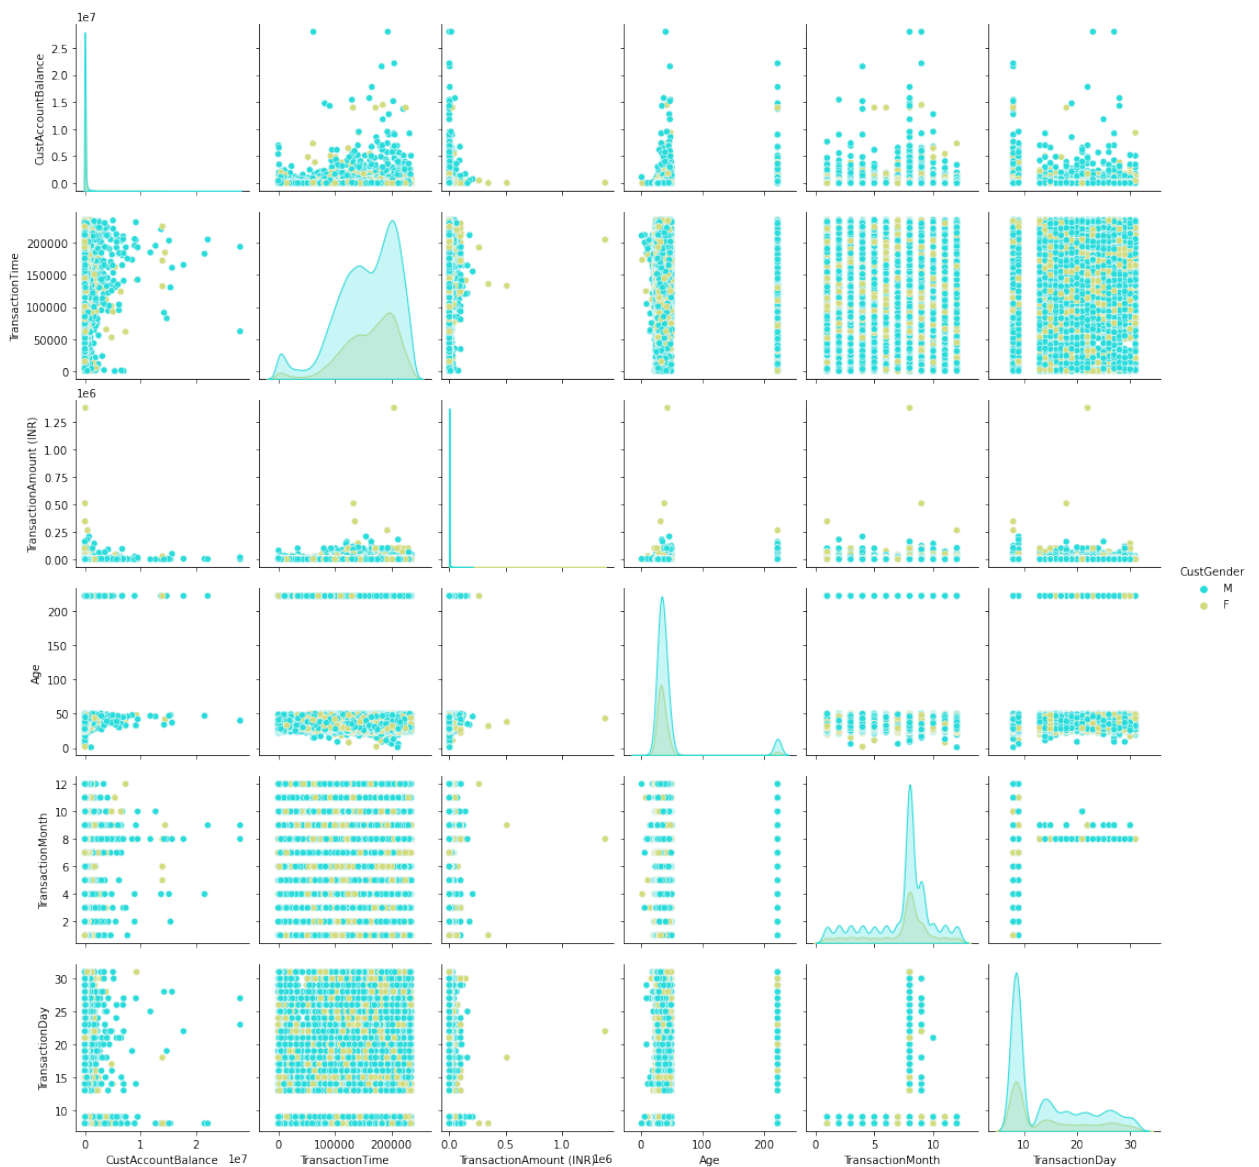 1e7
CustAccountBalance
2.5
2.0
1.5
1.0
0.5
0.0
TransactionTime
200000
150000
100000
50000
0
1e6
TransactionAmount (INR)
1.25
1.00
0.75
0.50
0.25
0.00
CustGender
M
F
Age
200
150
100
50
0
TransactionMonth
12
10
8
6
4
2
TransactionDay
30
25
20
15
10
0 1 2
1e7
CustAccountBalance
0 100000 200000
TransactionTime
0.0 0.5 1.0
1e6
TransactionAmount (INR)
0 100 200
Age
0 5 10
TransactionMonth
10 20 30
TransactionDay